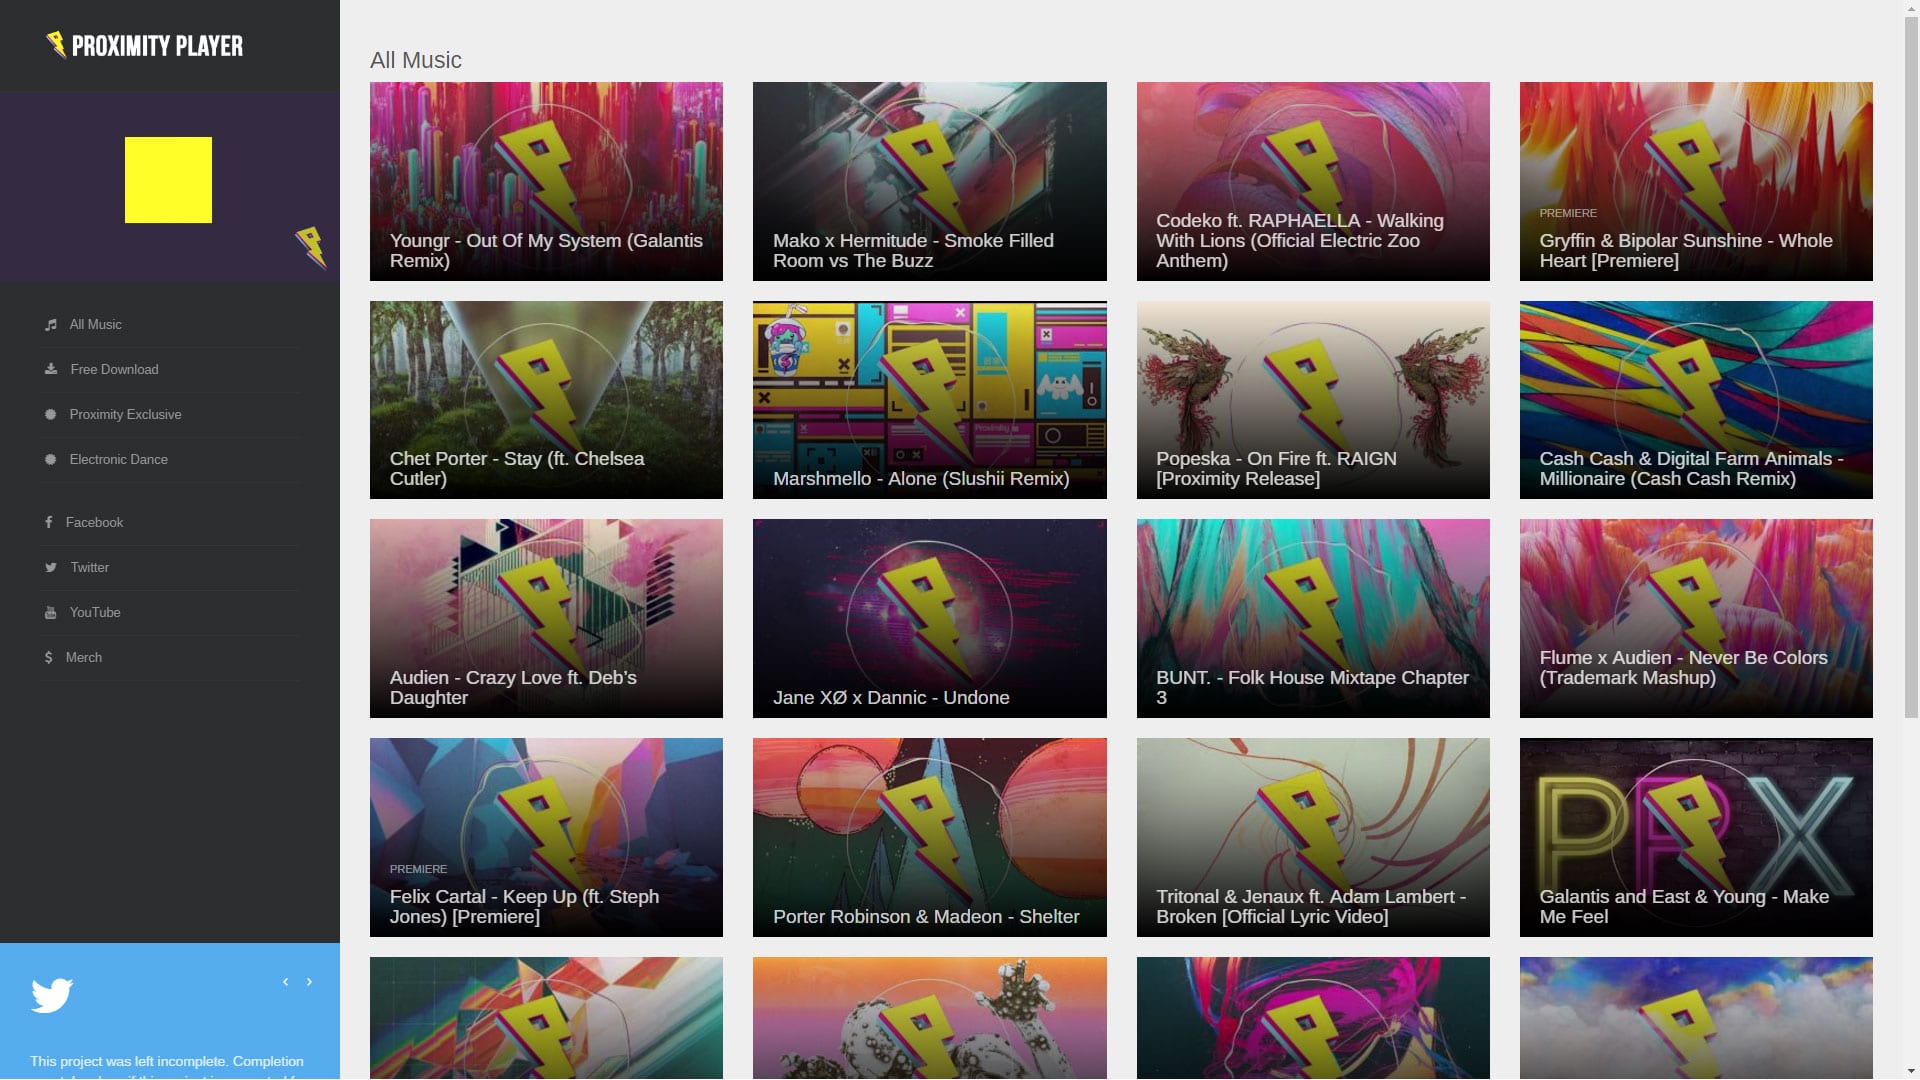 PROXIMITY PLAYER
All Music
Free Download
Proximity Exclusive
Electronic Dance
Facebook
Twitter
YouTube
Merch
This project was left incomplete. Completion
All Music
Youngr - Out Of My System (Galantis
Remix)
Mako x Hermitude - Smoke Filled
Room vs The Buzz
Codeko ft. RAPHAELLA - Walking
With Lions (Official Electric Zoo
Anthem)
PREMIERE
Gryffin & Bipolar Sunshine - Whole
Heart [Premiere]
Chet Porter - Stay (ft. Chelsea
Cutler)
Proximity
Marshmello - Alone (Slushii Remix)
Popeska - On Fire ft. RAIGN
[Proximity Release]
Cash Cash & Digital Farm Animals -
Millionaire (Cash Cash Remix)
Audien - Crazy Love ft. Deb's
Daughter
Jane XØ x Dannic - Undone
BUNT. - Folk House Mixtape Chapter
3
Flume x Audien - Never Be Colors
(Trademark Mashup)
PREMIERE
Felix Cartal - Keep Up (ft. Steph
Jones) [Premiere]
Porter Robinson & Madeon - Shelter
Tritonal & Jenaux ft. Adam Lambert -
Broken [Official Lyric Video]
PRX
Galantis and East & Young - Make
Me Feel